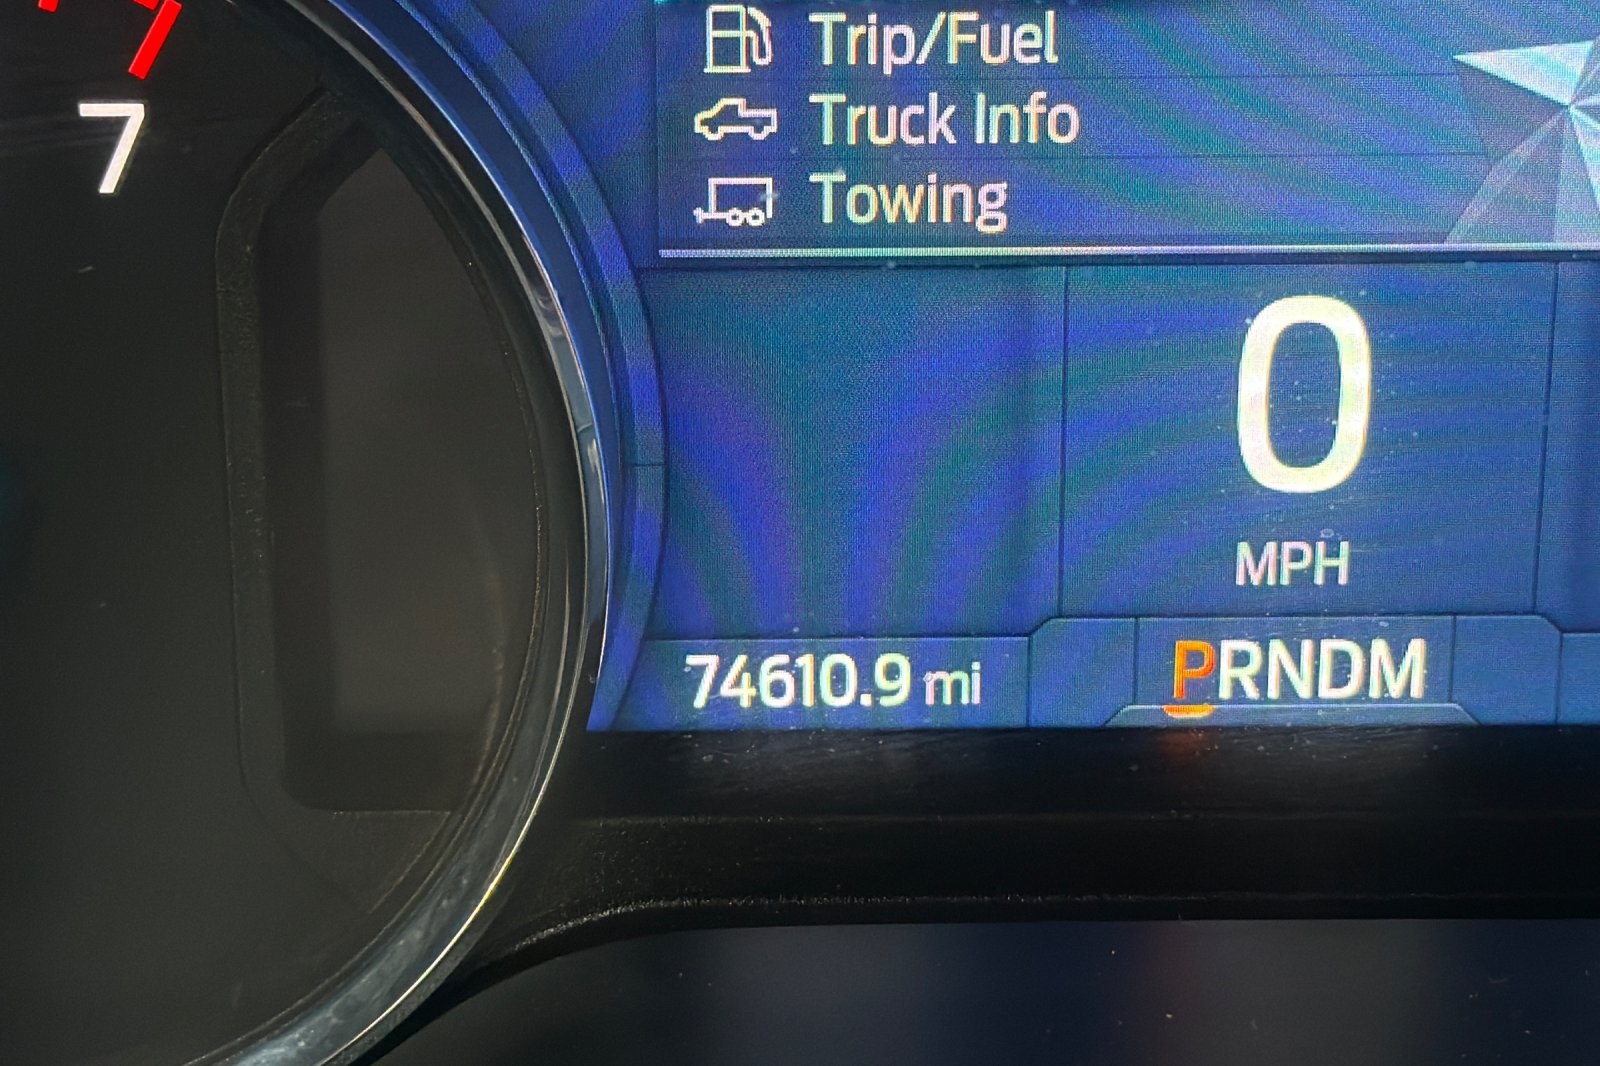 7
Trip/Fuel
Truck Info
Towing
0
MPH
74610.9 mi
PRNDM